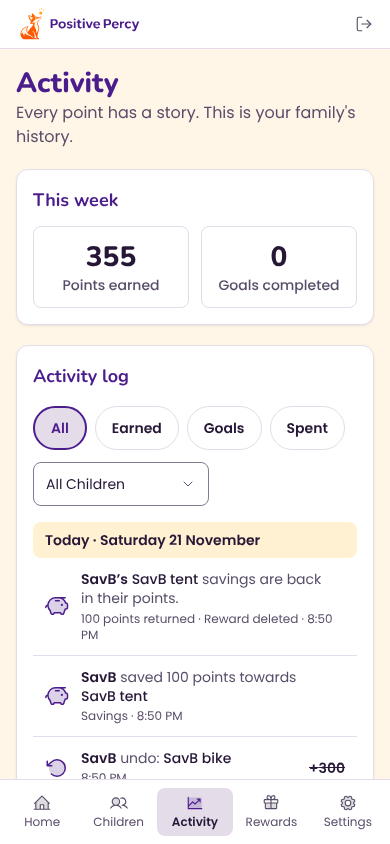 Positive Percy
Activity
Every point has a story. This is your family's
history.
This week
355
Points earned
0
Goals completed
Activity log
All
Earned
Goals
Spent
All Children
Today · Saturday 21 November
SavB’s SavB tent savings are back
in their points.
100 points returned · Reward deleted · 8:50
PM
SavB saved 100 points towards
SavB tent
Savings · 8:50 PM
SavB undo: SavB bike
+300
8:50 PM
Home
Children
Activity
Rewards
Settings